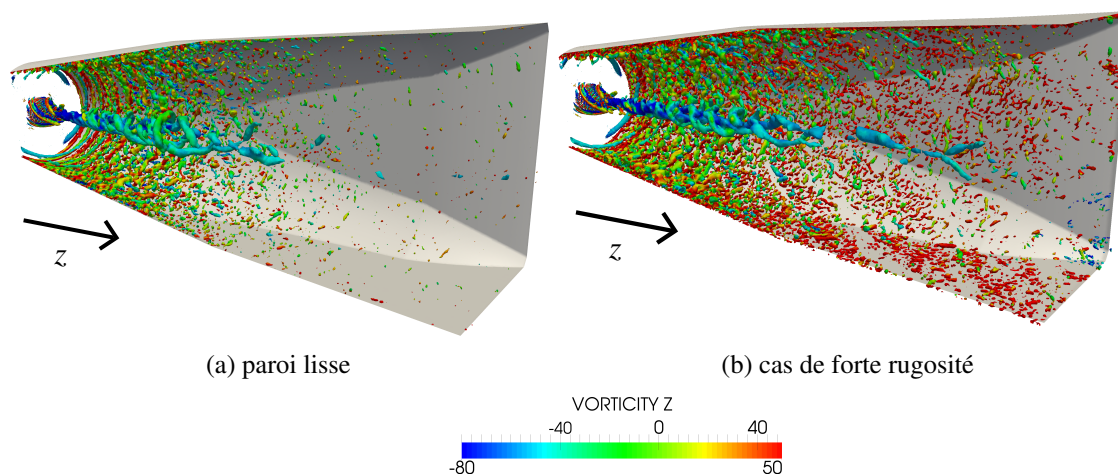 z
z
(a) paroi lisse
(b) cas de forte rugosité
VORTICITY Z
-40 0 40
-80 50